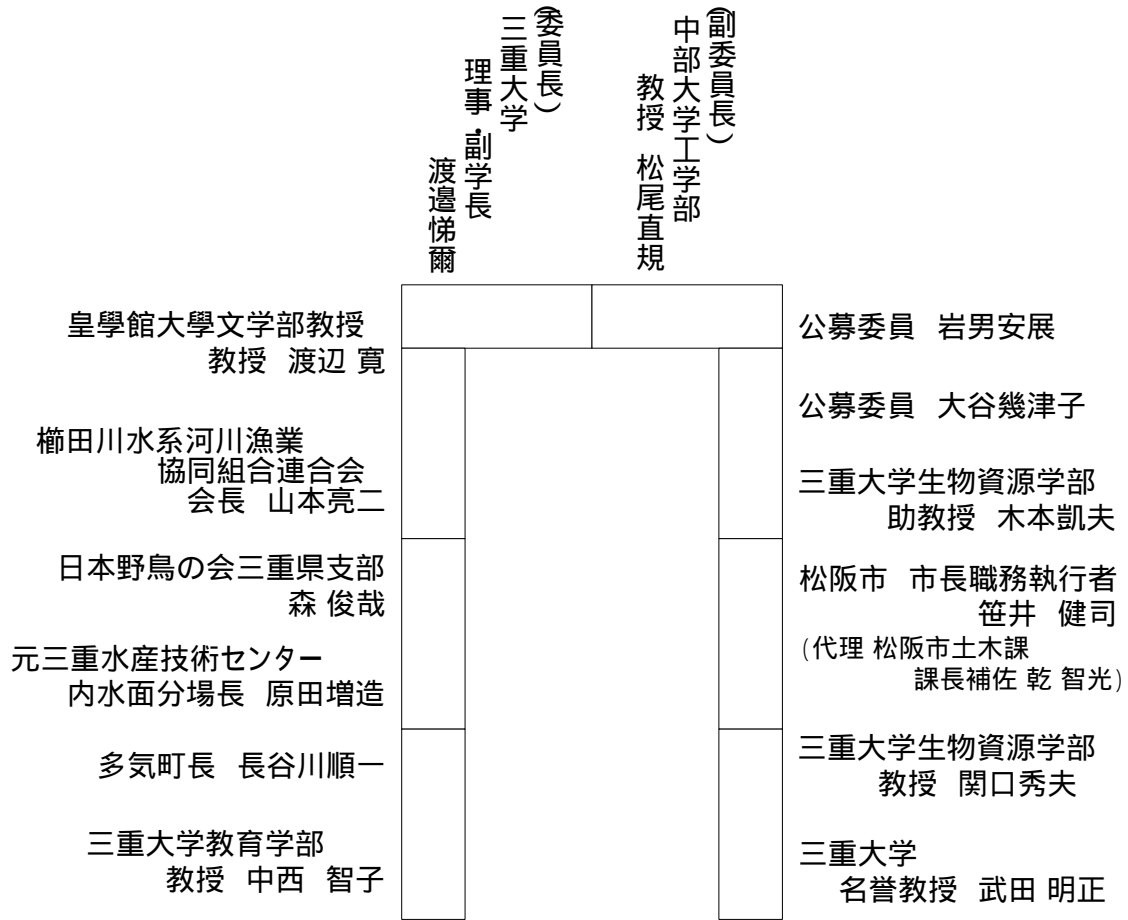 (委員長)
三重大学
理事・副学長
渡邉悌爾
(副委員長)
中部大学工学部
教授 松尾直規
皇學館大學文学部教授
教授 渡辺 寛
櫛田川水系河川漁業
協同組合連合会
会長 山本亮二
日本野鳥の会三重県支部
森 俊哉
元三重水産技術センター
内水面分場長 原田増造
多気町長 長谷川順一
三重大学教育学部
教授 中西 智子
公募委員 岩男安展
公募委員 大谷幾津子
三重大学生物資源学部
助教授 木本凱夫
松阪市 市長職務執行者
笹井 健司
(代理 松阪市土木課
課長補佐 乾 智光)
三重大学生物資源学部
教授 関口秀夫
三重大学
名誉教授 武田 明正